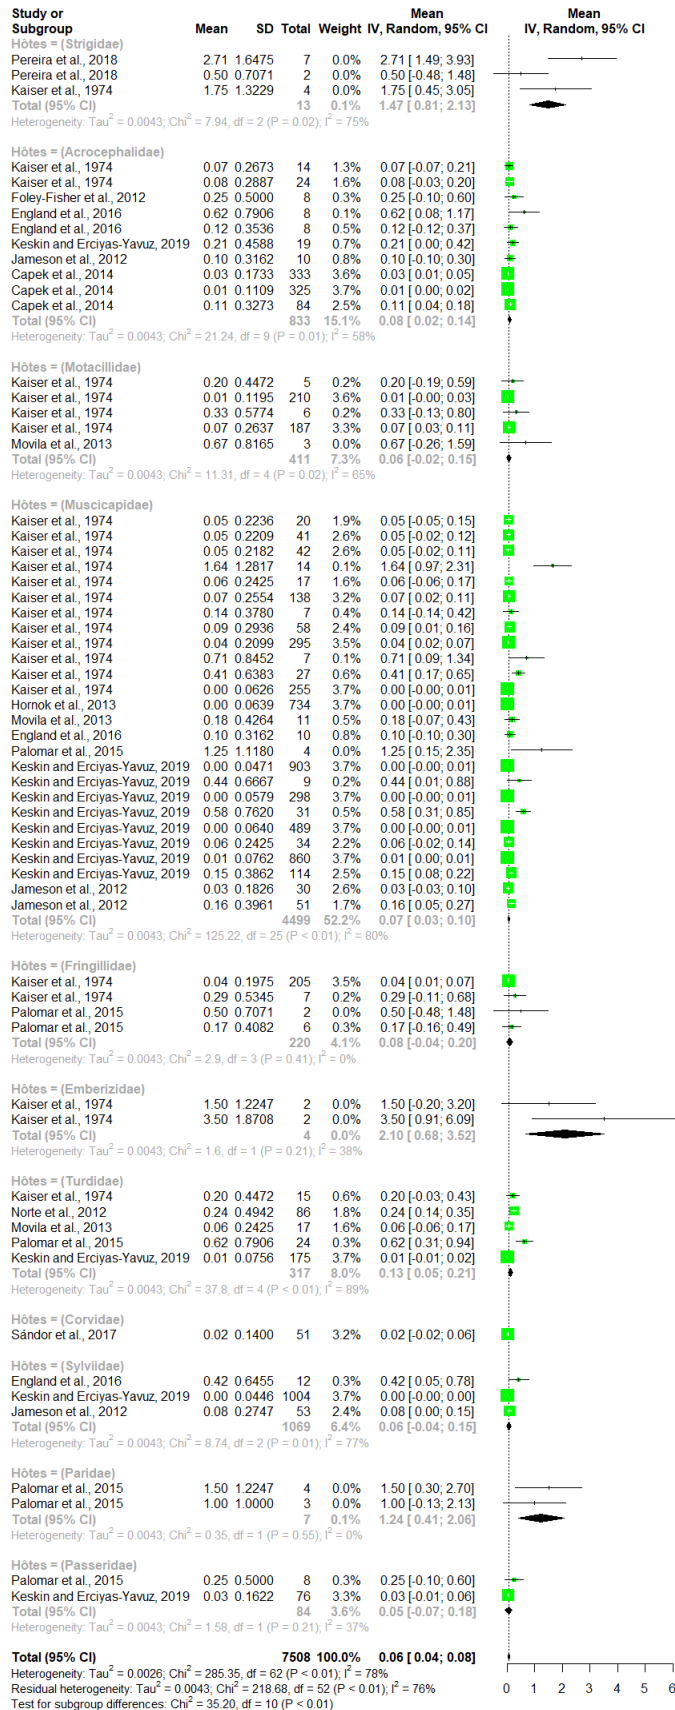 Study or Mean Mean
Subgroup Mean SD Total Weight IV, Random, 95% CI IV, Random, 95% CI
Hôtes = (Strigidae)
Pereira et al., 2018 2.71 1.6475 7 0.0% 2.71 [ 1.49; 3.93]
Pereira et al., 2018 0.50 0.7071 2 0.0% 0.50 [-0.48; 1.48]
Kaiser et al., 1974 1.75 1.3229 4 0.0% 1.75 [ 0.45; 3.05]
Total (95% CI) 13 0.1% 1.47 [ 0.81; 2.13]
Heterogeneity: Tau² = 0.0043; Chi² = 7.94, df = 2 (P = 0.02); I² = 75%
Hôtes = (Acrocephalidae)
Kaiser et al., 1974 0.07 0.2673 14 1.3% 0.07 [-0.07; 0.21]
Kaiser et al., 1974 0.08 0.2887 24 1.6% 0.08 [-0.03; 0.20]
Foley-Fisher et al., 2012 0.25 0.5000 8 0.3% 0.25 [-0.10; 0.60]
England et al., 2016 0.62 0.7906 8 0.1% 0.62 [ 0.08; 1.17]
England et al., 2016 0.12 0.3536 8 0.5% 0.12 [-0.12; 0.37]
Keskin and Erciyas-Yavuz, 2019 0.21 0.4588 19 0.7% 0.21 [ 0.00; 0.42]
Jameson et al., 2012 0.10 0.3162 10 0.8% 0.10 [-0.10; 0.30]
Capek et al., 2014 0.03 0.1733 333 3.6% 0.03 [ 0.01; 0.05]
Capek et al., 2014 0.01 0.1109 325 3.7% 0.01 [ 0.00; 0.02]
Capek et al., 2014 0.11 0.3273 84 2.5% 0.11 [ 0.04; 0.18]
Total (95% CI) 833 15.1% 0.08 [ 0.02; 0.14]
Heterogeneity: Tau² = 0.0043; Chi² = 21.24, df = 9 (P = 0.01); I² = 58%
Hôtes = (Motacillidae)
Kaiser et al., 1974 0.20 0.4472 5 0.2% 0.20 [-0.19; 0.59]
Kaiser et al., 1974 0.01 0.1195 210 3.6% 0.01 [-0.00; 0.03]
Kaiser et al., 1974 0.33 0.5774 6 0.2% 0.33 [-0.13; 0.80]
Kaiser et al., 1974 0.07 0.2637 187 3.3% 0.07 [ 0.03; 0.11]
Movila et al., 2013 0.67 0.8165 3 0.0% 0.67 [-0.26; 1.59]
Total (95% CI) 411 7.3% 0.06 [-0.02; 0.15]
Heterogeneity: Tau² = 0.0043; Chi² = 11.31, df = 4 (P = 0.02); I² = 65%
Hôtes = (Muscicapidae)
Kaiser et al., 1974 0.05 0.2236 20 1.9% 0.05 [-0.05; 0.15]
Kaiser et al., 1974 0.05 0.2209 41 2.6% 0.05 [-0.02; 0.12]
Kaiser et al., 1974 0.05 0.2182 42 2.6% 0.05 [-0.02; 0.11]
Kaiser et al., 1974 1.64 1.2817 14 0.1% 1.64 [ 0.97; 2.31]
Kaiser et al., 1974 0.06 0.2425 17 1.6% 0.06 [-0.06; 0.17]
Kaiser et al., 1974 0.07 0.2554 138 3.2% 0.07 [ 0.02; 0.11]
Kaiser et al., 1974 0.14 0.3780 7 0.4% 0.14 [-0.14; 0.42]
Kaiser et al., 1974 0.09 0.2936 58 2.4% 0.09 [ 0.01; 0.16]
Kaiser et al., 1974 0.04 0.2099 295 3.5% 0.04 [ 0.02; 0.07]
Kaiser et al., 1974 0.71 0.8452 7 0.1% 0.71 [ 0.09; 1.34]
Kaiser et al., 1974 0.41 0.6383 27 0.6% 0.41 [ 0.17; 0.65]
Kaiser et al., 1974 0.00 0.0626 255 3.7% 0.00 [-0.00; 0.01]
Hornok et al., 2013 0.00 0.0639 734 3.7% 0.00 [-0.00; 0.01]
Movila et al., 2013 0.18 0.4264 11 0.5% 0.18 [-0.07; 0.43]
England et al., 2016 0.10 0.3162 10 0.8% 0.10 [-0.10; 0.30]
Palomar et al., 2015 1.25 1.1180 4 0.0% 1.25 [ 0.15; 2.35]
Keskin and Erciyas-Yavuz, 2019 0.00 0.0471 903 3.7% 0.00 [-0.00; 0.01]
Keskin and Erciyas-Yavuz, 2019 0.44 0.6667 9 0.2% 0.44 [ 0.01; 0.88]
Keskin and Erciyas-Yavuz, 2019 0.00 0.0579 298 3.7% 0.00 [-0.00; 0.01]
Keskin and Erciyas-Yavuz, 2019 0.58 0.7620 31 0.5% 0.58 [ 0.31; 0.85]
Keskin and Erciyas-Yavuz, 2019 0.00 0.0640 489 3.7% 0.00 [-0.00; 0.01]
Keskin and Erciyas-Yavuz, 2019 0.06 0.2425 34 2.2% 0.06 [-0.02; 0.14]
Keskin and Erciyas-Yavuz, 2019 0.01 0.0762 860 3.7% 0.01 [ 0.00; 0.01]
Keskin and Erciyas-Yavuz, 2019 0.15 0.3862 114 2.5% 0.15 [ 0.08; 0.22]
Jameson et al., 2012 0.03 0.1826 30 2.6% 0.03 [-0.03; 0.10]
Jameson et al., 2012 0.16 0.3961 51 1.7% 0.16 [ 0.05; 0.27]
Total (95% CI) 4499 52.2% 0.07 [ 0.03; 0.10]
Heterogeneity: Tau² = 0.0043; Chi² = 125.22, df = 25 (P < 0.01); I² = 80%
Hôtes = (Fringillidae)
Kaiser et al., 1974 0.04 0.1975 205 3.5% 0.04 [ 0.01; 0.07]
Kaiser et al., 1974 0.29 0.5345 7 0.2% 0.29 [-0.11; 0.68]
Palomar et al., 2015 0.50 0.7071 2 0.0% 0.50 [-0.48; 1.48]
Palomar et al., 2015 0.17 0.4082 6 0.3% 0.17 [-0.16; 0.49]
Total (95% CI) 220 4.1% 0.08 [-0.04; 0.20]
Heterogeneity: Tau² = 0.0043; Chi² = 2.9, df = 3 (P = 0.41); I² = 0%
Hôtes = (Emberizidae)
Kaiser et al., 1974 1.50 1.2247 2 0.0% 1.50 [-0.20; 3.20]
Kaiser et al., 1974 3.50 1.8708 2 0.0% 3.50 [ 0.91; 6.09]
Total (95% CI) 4 0.0% 2.10 [ 0.68; 3.52]
Heterogeneity: Tau² = 0.0043; Chi² = 1.6, df = 1 (P = 0.21); I² = 38%
Hôtes = (Turdidae)
Kaiser et al., 1974 0.20 0.4472 15 0.6% 0.20 [-0.03; 0.43]
Norte et al., 2012 0.24 0.4942 86 1.8% 0.24 [ 0.14; 0.35]
Movila et al., 2013 0.06 0.2425 17 1.6% 0.06 [-0.06; 0.17]
Palomar et al., 2015 0.62 0.7906 24 0.4% 0.62 [ 0.31; 0.94]
Keskin and Erciyas-Yavuz, 2019 0.01 0.0756 175 3.7% 0.01 [-0.01; 0.02]
Total (95% CI) 317 8.0% 0.13 [ 0.05; 0.21]
Heterogeneity: Tau² = 0.0043; Chi² = 37.8, df = 4 (P < 0.01); I² = 89%
Hôtes = (Corvidae)
Sándor et al., 2017 0.02 0.1400 51 3.2% 0.02 [-0.02; 0.06]
Hôtes = (Sylviidae)
England et al., 2016 0.42 0.6455 12 0.3% 0.42 [ 0.05; 0.78]
Keskin and Erciyas-Yavuz, 2019 0.00 0.0446 1004 3.7% 0.00 [-0.00; 0.00]
Jameson et al., 2012 0.08 0.2747 53 2.4% 0.08 [ 0.00; 0.15]
Total (95% CI) 1069 6.4% 0.06 [-0.04; 0.15]
Heterogeneity: Tau² = 0.0043; Chi² = 8.74, df = 2 (P = 0.01); I² = 77%
Hôtes = (Paridae)
Palomar et al., 2015 1.50 1.2247 4 0.0% 1.50 [ 0.30; 2.70]
Palomar et al., 2015 1.00 1.0000 3 0.0% 1.00 [-0.13; 2.13]
Total (95% CI) 7 0.1% 1.24 [ 0.41; 2.06]
Heterogeneity: Tau² = 0.0043; Chi² = 0.35, df = 1 (P = 0.55); I² = 0%
Hôtes = (Passeridae)
Palomar et al., 2015 0.25 0.5000 8 0.3% 0.25 [-0.10; 0.60]
Keskin and Erciyas-Yavuz, 2019 0.03 0.1622 76 3.3% 0.03 [-0.01; 0.06]
Total (95% CI) 84 3.6% 0.05 [-0.07; 0.18]
Heterogeneity: Tau² = 0.0043; Chi² = 1.58, df = 1 (P = 0.21); I² = 37%
Total (95% CI) 7508 100.0% 0.06 [ 0.04; 0.08]
Heterogeneity: Tau² = 0.0026; Chi² = 285.35, df = 62 (P < 0.01); I² = 78%
Residual heterogeneity: Tau² = 0.0043; Chi² = 218.68, df = 52 (P < 0.01); I² = 76%
Test for subgroup differences: Chi² = 35.20, df = 10 (P < 0.01)
0 1 2 3 4 5 6